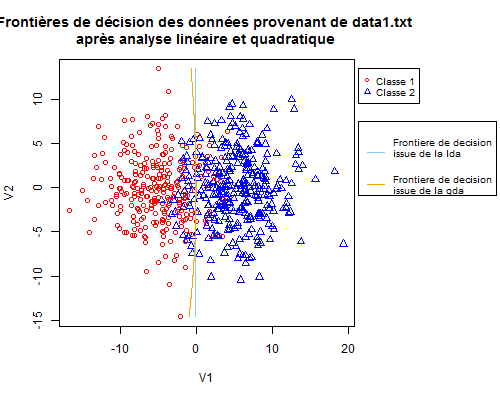 Frontières de décision des données provenant de data1.txt
après analyse linéaire et quadratique
Classe 1
Classe 2
Frontiere de decision
issue de la lda
Frontiere de decision
issue de la qda
V2
10
5
0
-5
-10
-15
-10
0
10
20
V1